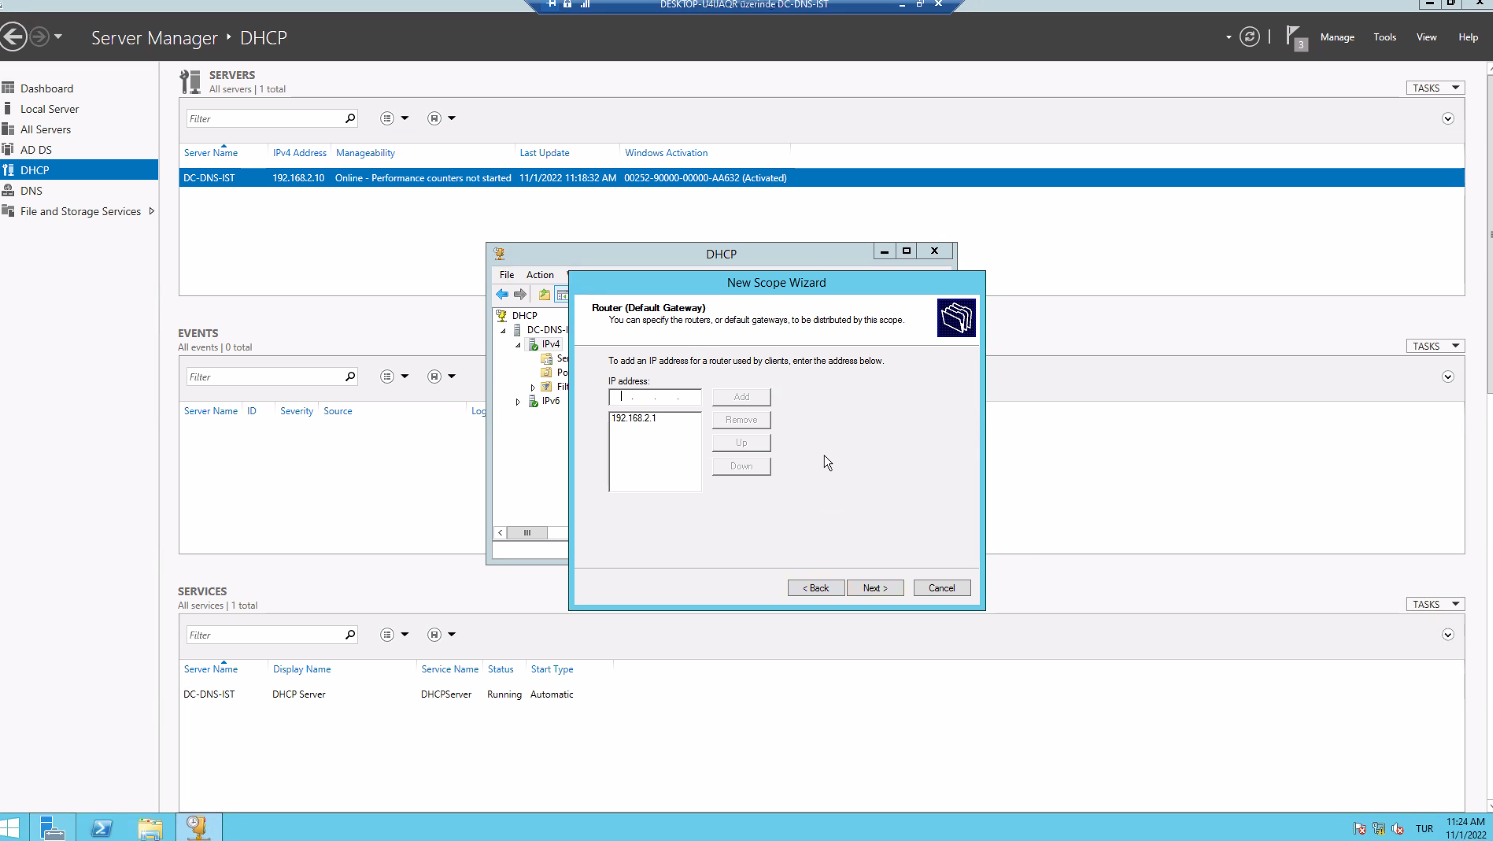 DESKTOP-U4UAQR üzerinde DC-DNS-IST
Server Manager ‣ DHCP
3
Manage
Tools
View
Help
Dashboard
Local Server
All Servers
AD DS
DHCP
DNS
File and Storage Services
SERVERS
All servers | 1 total
TASKS
Filter
Server Name IPv4 Address Manageability Last Update Windows Activation
DC-DNS-IST 192.168.2.10 Online - Performance counters not started 11/1/2022 11:18:32 AM 00252-90000-00000-AA632 (Activated)
EVENTS
All events | 0 total
TASKS
Filter
Server Name ID Severity Source Log
DHCP
File Action
DHCP
DC-DNS-I
IPv4
Se
Po
Filt
IPv6
New Scope Wizard
Router (Default Gateway)
You can specify the routers, or default gateways, to be distributed by this scope.
To add an IP address for a router used by clients, enter the address below.
IP address:
. . .
Add
192.168.2.1
Remove
Up
Down
< Back
Next >
Cancel
SERVICES
All services | 1 total
TASKS
Filter
Server Name Display Name Service Name Status Start Type
DC-DNS-IST DHCP Server DHCPServer Running Automatic
TUR
11:24 AM
11/1/2022